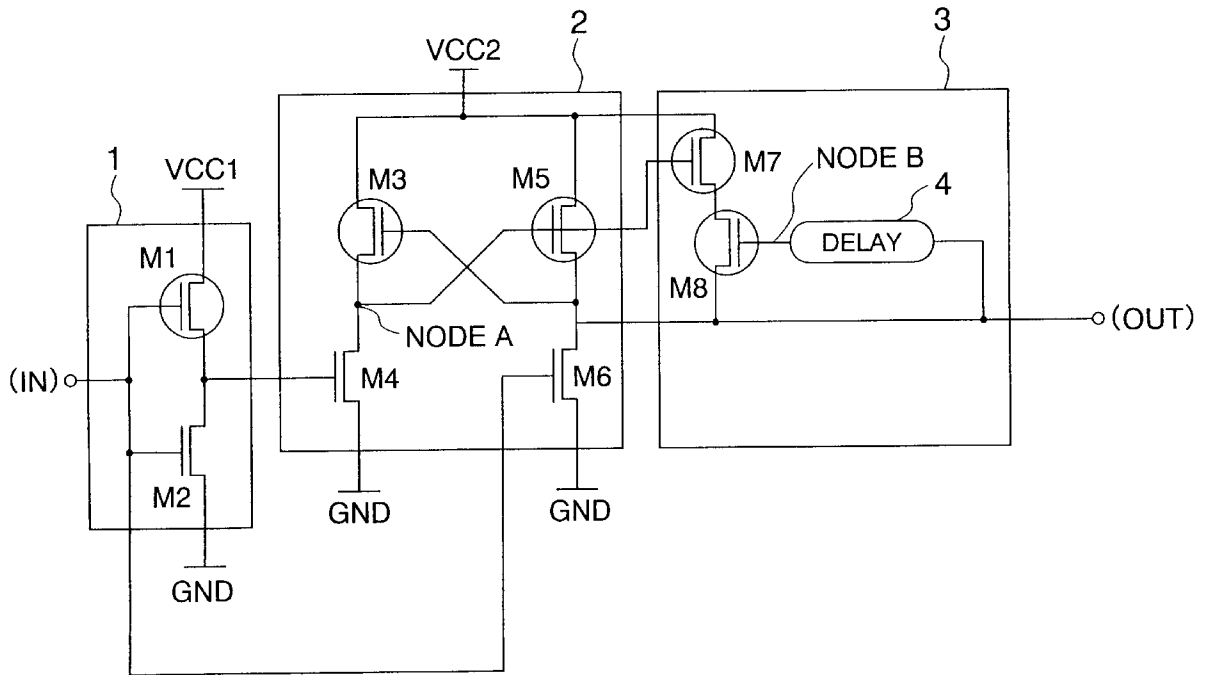 2
3
VCC2
1
VCC1
M3
M5
M7
NODE B
4
DELAY
M1
M8
NODE A
(OUT)
(IN)
M4
M6
M2
GND
GND
GND